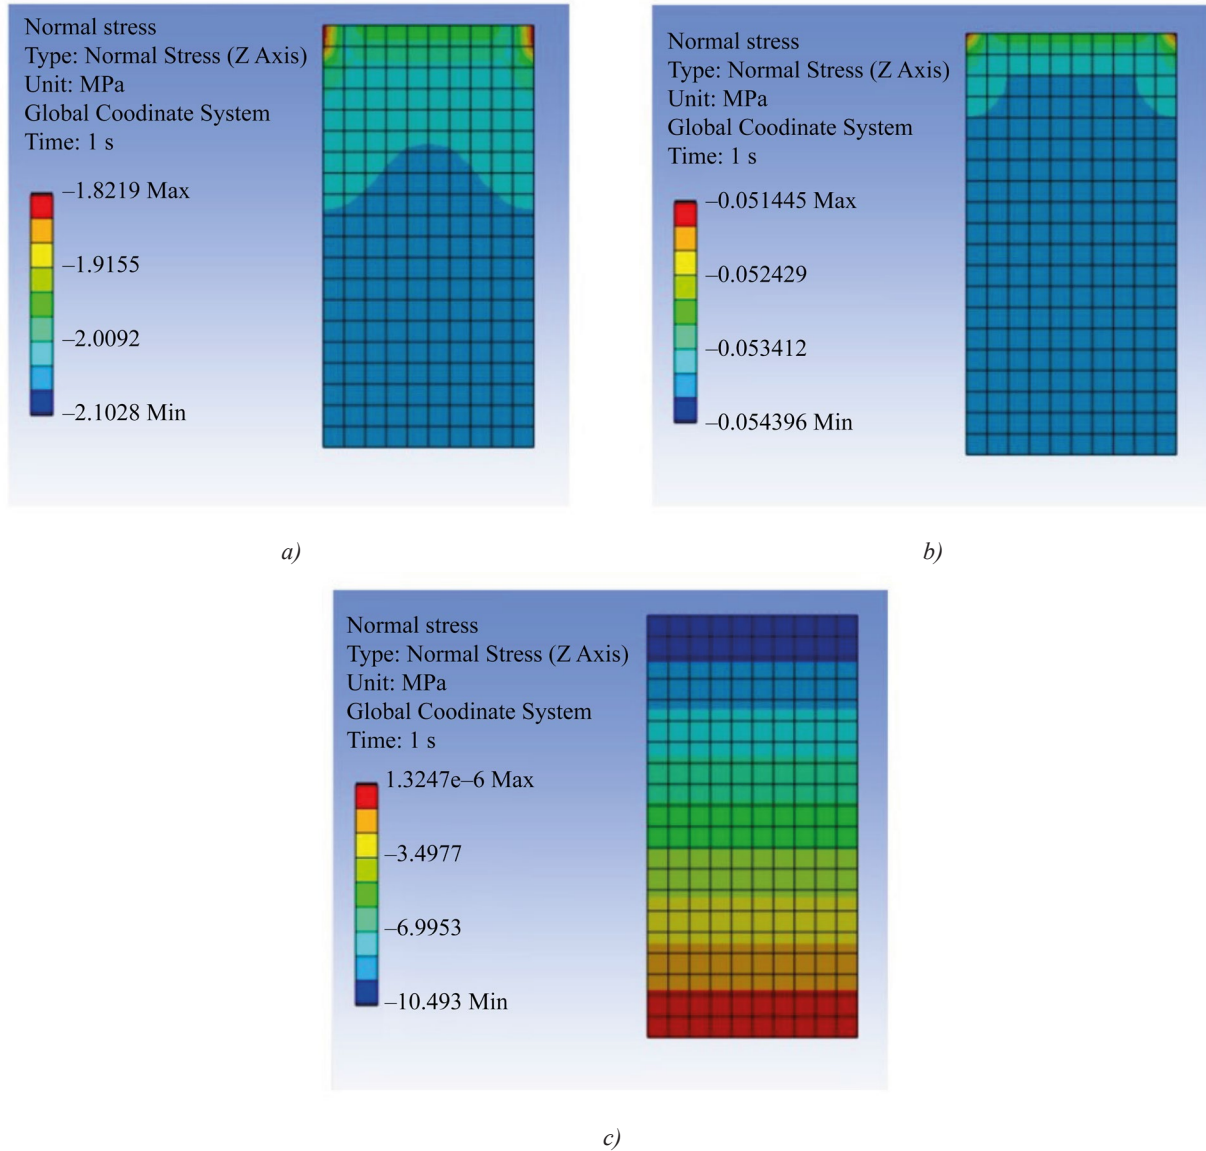 Normal stress
Type: Normal Stress (Z Axis)
Unit: MPa
Global Coodinate System
Time: 1 s
–1.8219 Max
–1.9155
–2.0092
–2.1028 Min
a)
Normal stress
Type: Normal Stress (Z Axis)
Unit: MPa
Global Coodinate System
Time: 1 s
–0.051445 Max
–0.052429
–0.053412
–0.054396 Min
b)
Normal stress
Type: Normal Stress (Z Axis)
Unit: MPa
Global Coodinate System
Time: 1 s
1.3247e–6 Max
–3.4977
–6.9953
–10.493 Min
c)